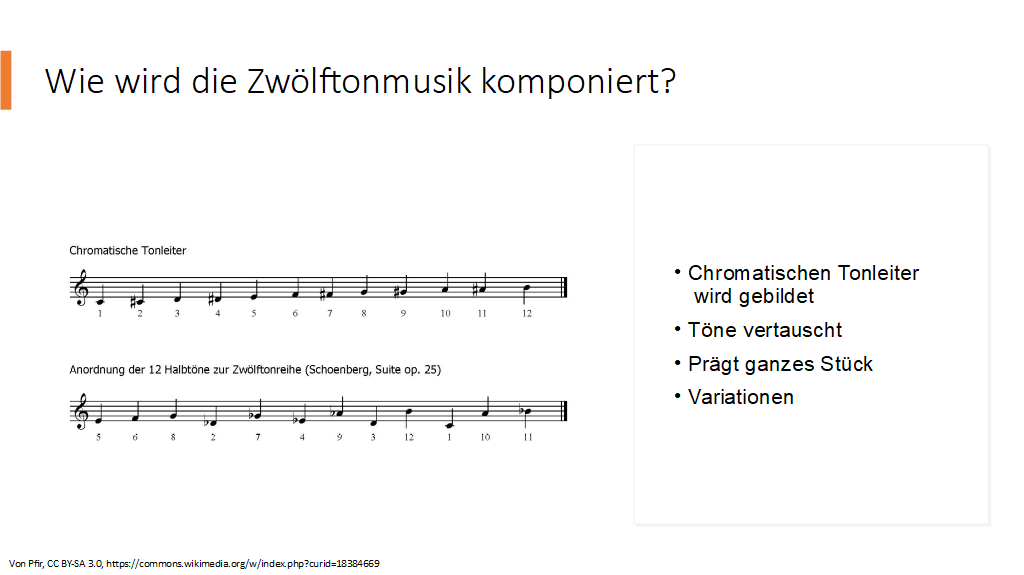 Wie wird die Zwölftonmusik komponiert?
Chromatische Tonleiter
1 2 3 4 5 6 7 8 9 10 11 12
Anordnung der 12 Halbtöne zur Zwölftonreihe (Schoenberg, Suite op. 25)
5 6 8 2 7 4 9 3 12 1 10 11
• Chromatischen Tonleiter
wird gebildet
• Töne vertauscht
• Prägt ganzes Stück
• Variationen
Von Pfir, CC BY-SA 3.0, https://commons.wikimedia.org/w/index.php?curid=18384669